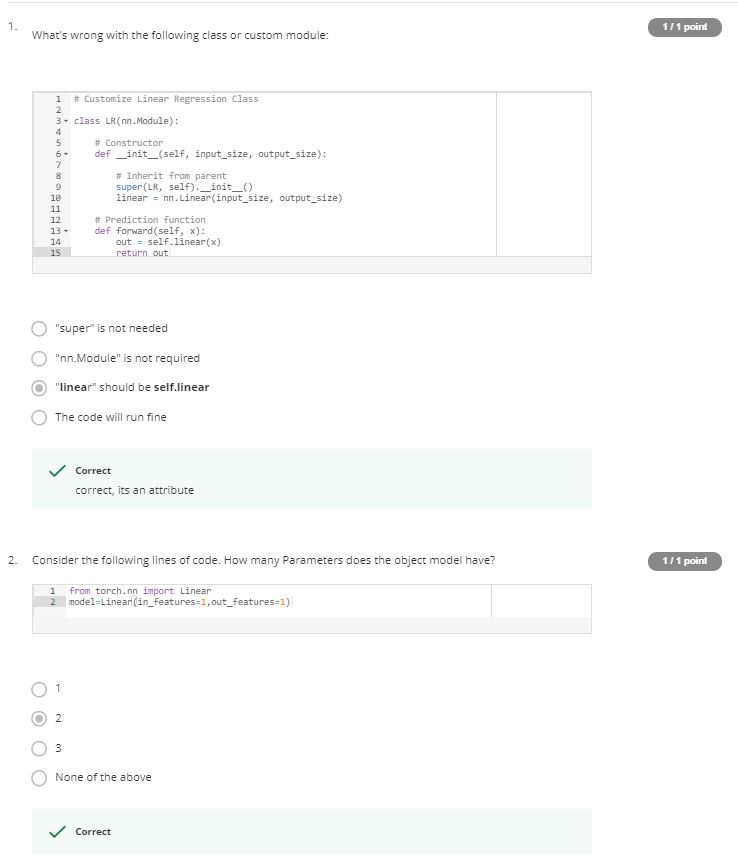 1.
What's wrong with the following class or custom module:
1 / 1 point
1 # Customize Linear Regression Class
2
3 class LR(nn.Module):
4
5 # Constructor
6 def __init__(self, input_size, output_size):
7
8 # Inherit from parent
9 super(LR, self).__init__()
10 linear = nn.Linear(input_size, output_size)
11
12 # Prediction function
13 def forward(self, x):
14 out = self.linear(x)
15 return out
"super" is not needed
"nn.Module" is not required
"linear" should be self.linear
The code will run fine
Correct
correct, its an attribute
2. Consider the following lines of code. How many Parameters does the object model have?
1 / 1 point
1 from torch.nn import Linear
2 model=Linear(in_features=1,out_features=1)
1
2
3
None of the above
Correct